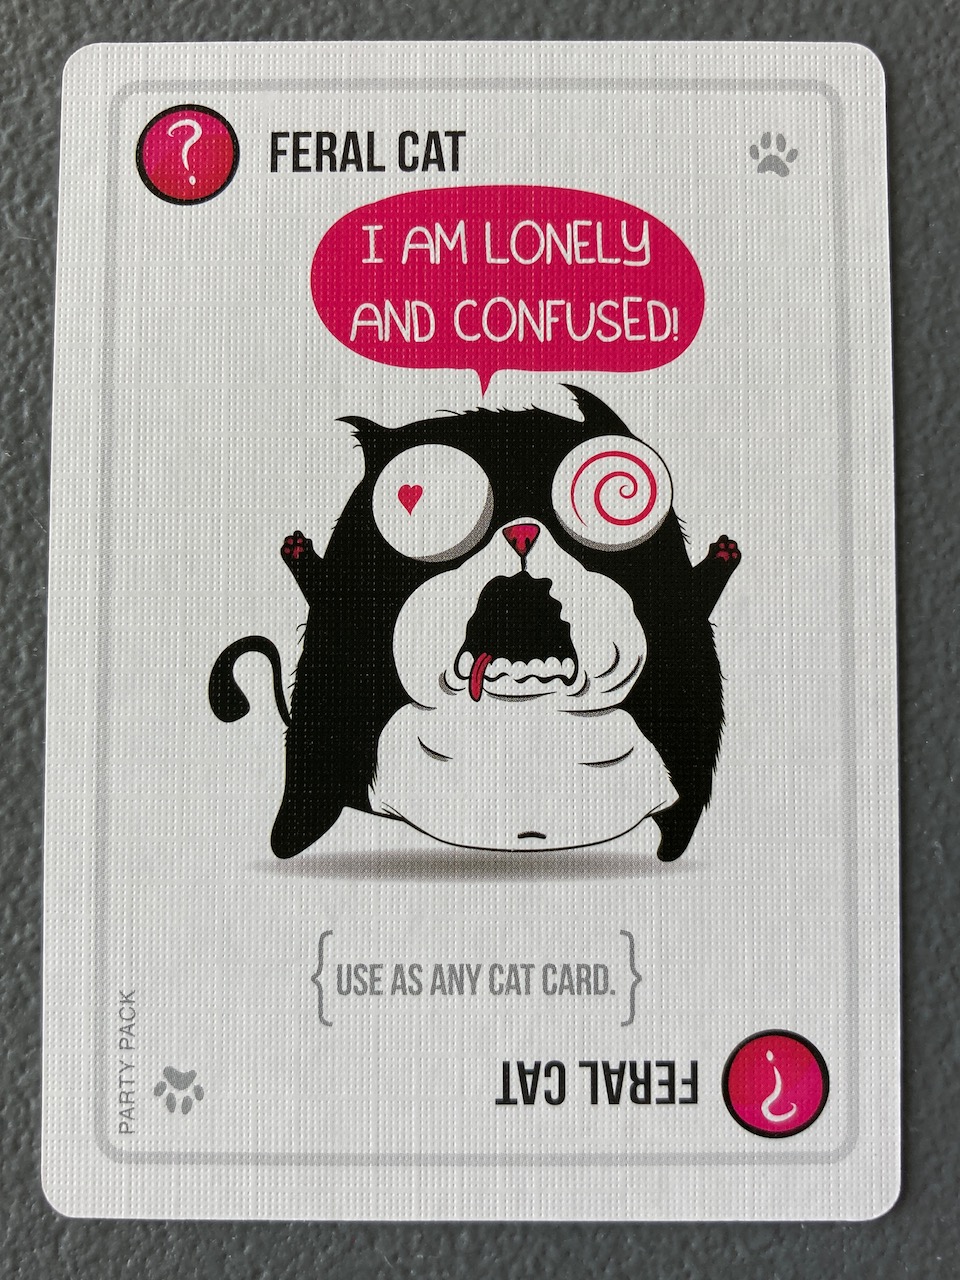 ?
FERAL CAT
I AM LONELY
AND CONFUSED!
{USE AS ANY CAT CARD.}
PARTY PACK
FERAL CAT
?